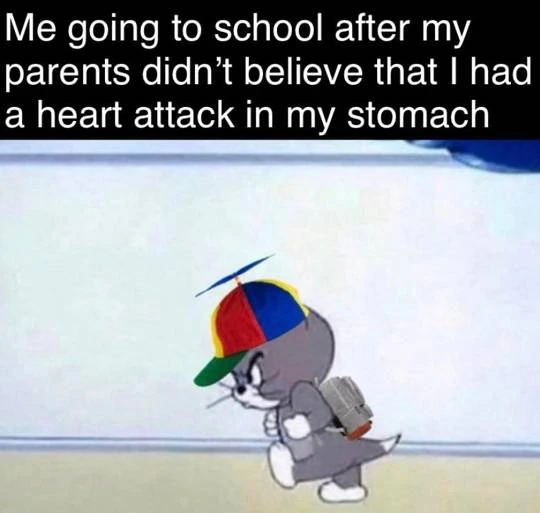 Me going to school after my
parents didn’t believe that I had
a heart attack in my stomach